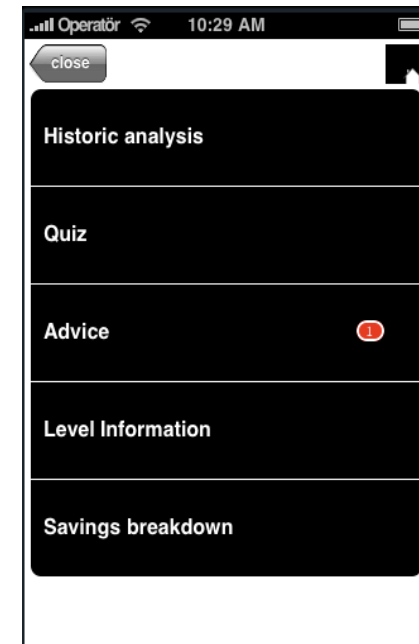 Operatör 10:29 AM
close
Historic analysis
Quiz
Advice 1
Level Information
Savings breakdown